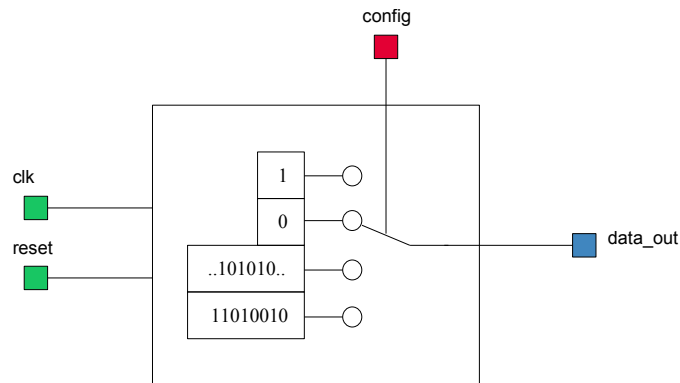 config
clk
1
0
reset
data_out
..101010..
11010010